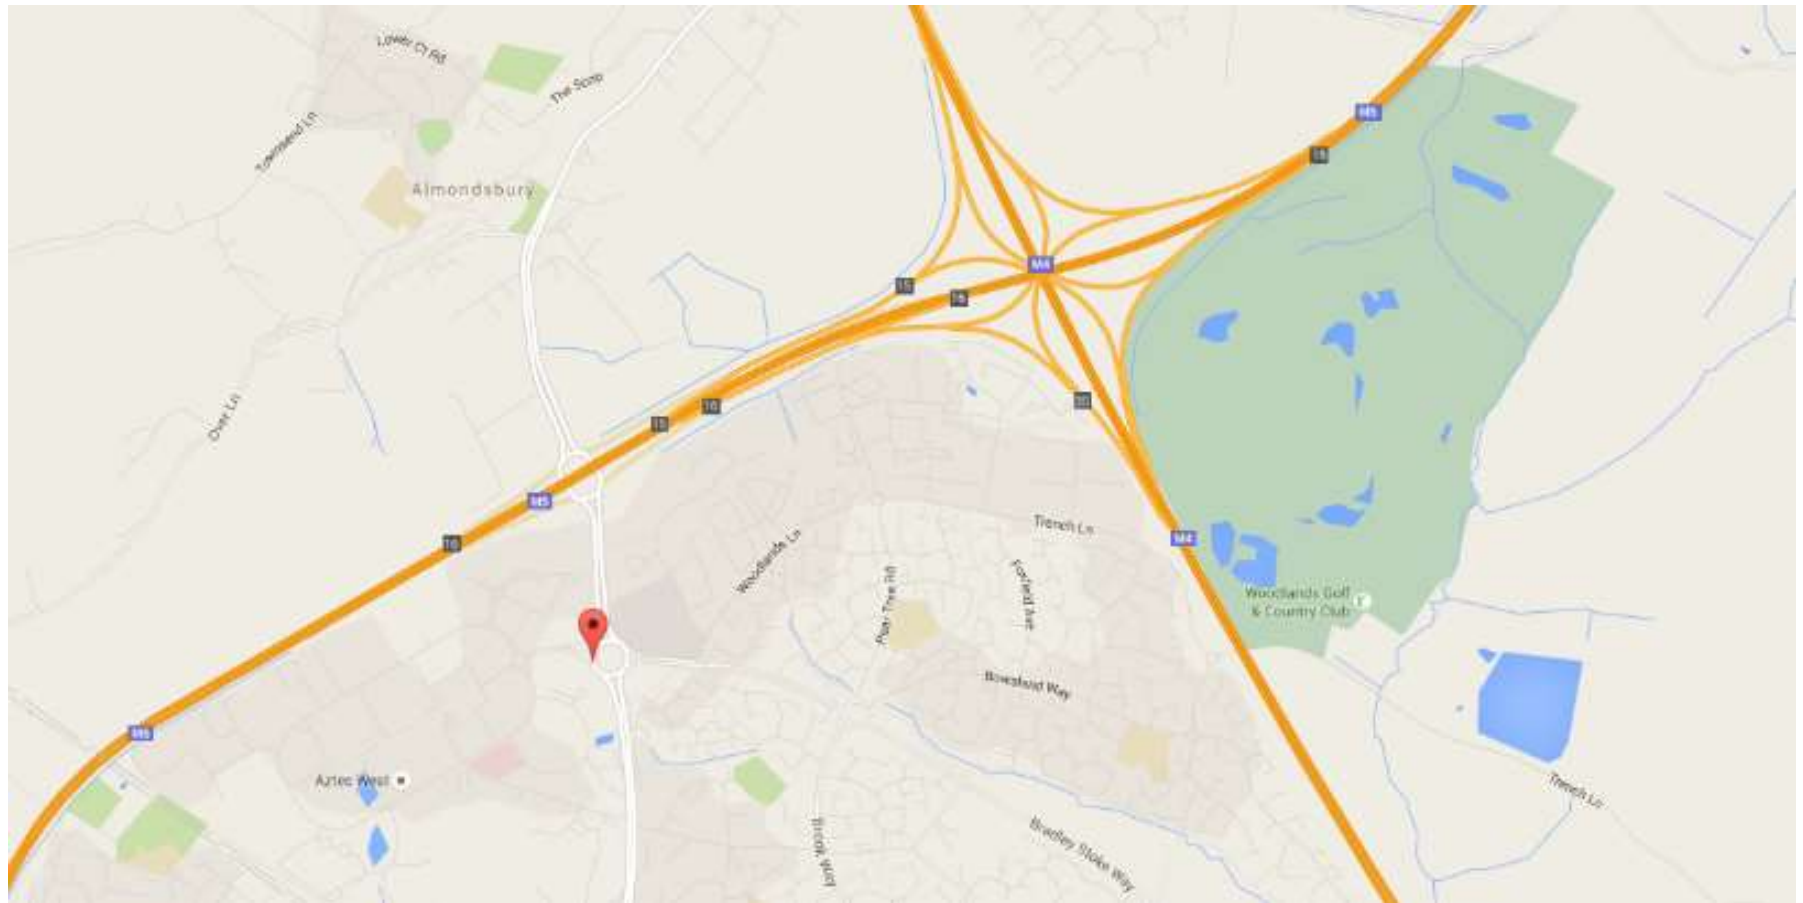 Lower Ct Rd
The Scop
Townsend Ln
Almondsbury
M5
15
M4
15
16
Over Ln
20
16
15
M5
16
Trench Ln
M4
Woodlands Ln
Foxfield Ave
Pear Tree Rd
Woodlands Golf
& Country Club
Bowsland Way
M5
Aztec West
Trench Ln
Brook Way
Bradley Stoke Way